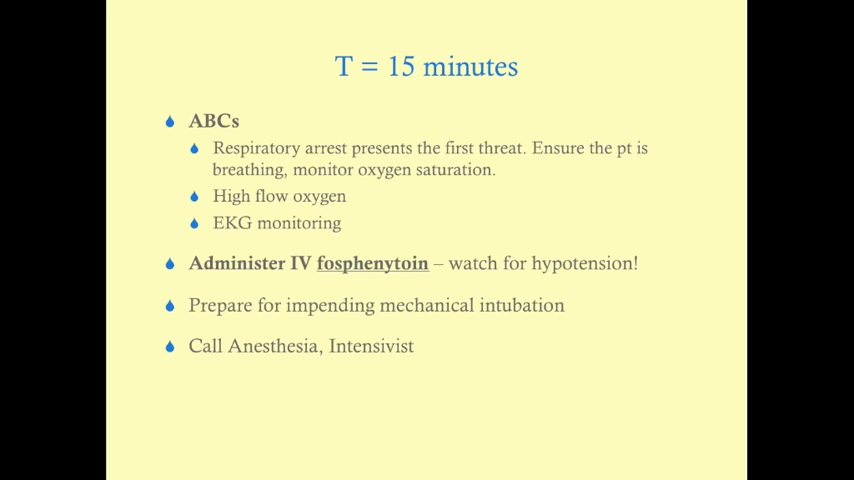 T = 15 minutes
ABCs
Respiratory arrest presents the first threat. Ensure the pt is
breathing, monitor oxygen saturation.
High flow oxygen
EKG monitoring
Administer IV fosphenytoin – watch for hypotension!
Prepare for impending mechanical intubation
Call Anesthesia, Intensivist